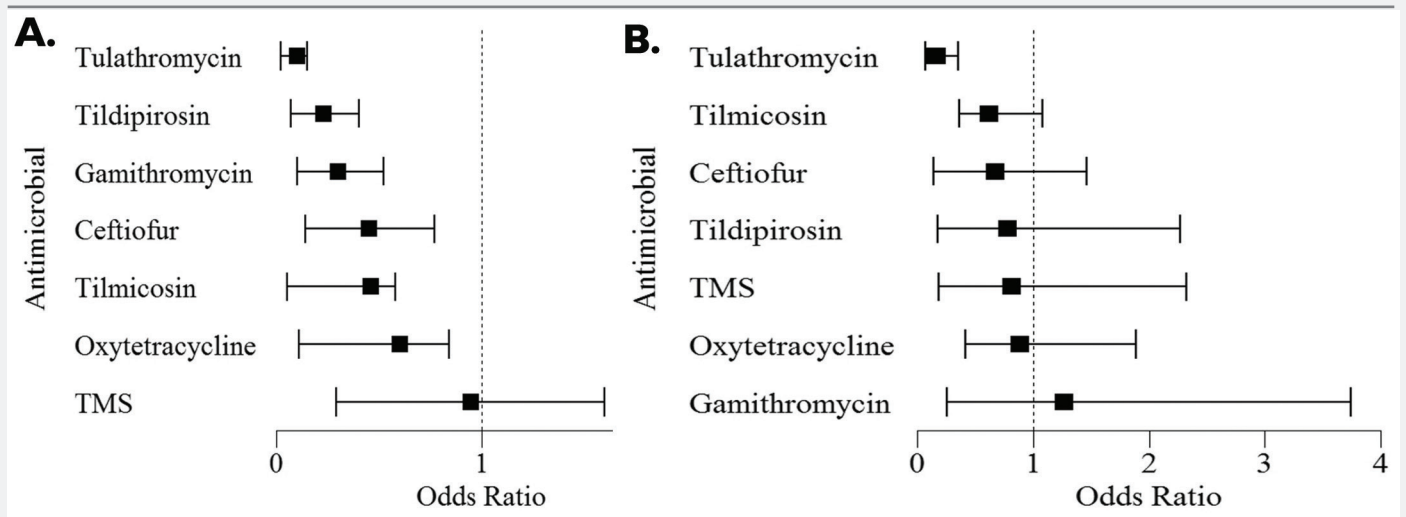 A.
Antimicrobial
Tulathromycin
Tildipirosin
Gamithromycin
Ceftiofur
Tilmicosin
Oxytetracycline
TMS
0 1
Odds Ratio
B.
Antimicrobial
Tulathromycin
Tilmicosin
Ceftiofur
Tildipirosin
TMS
Oxytetracycline
Gamithromycin
0 1 2 3 4
Odds Ratio